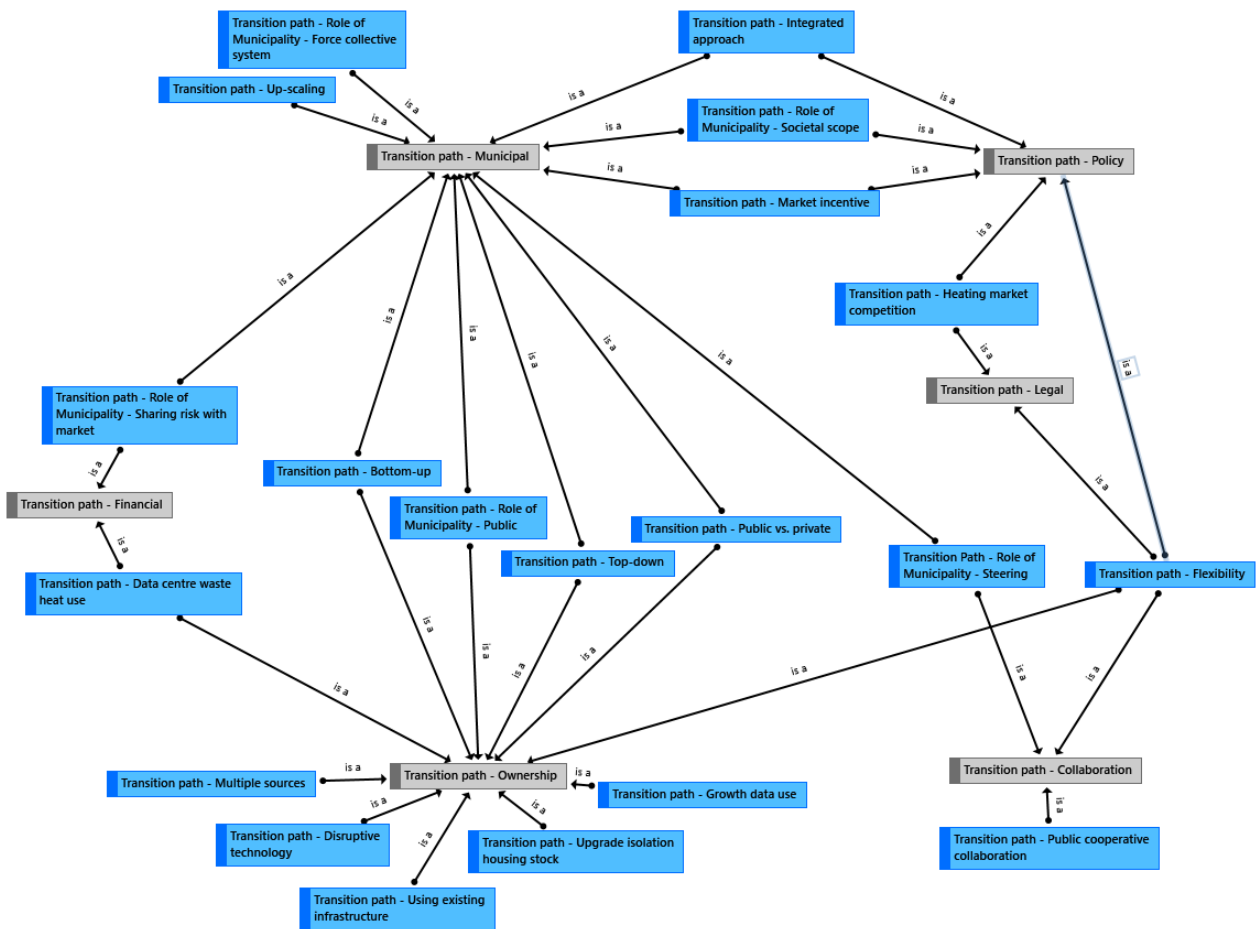 Transition path - Role of
Municipality - Force collective
system
Transition path - Integrated
approach
Transition path - Up-scaling
is a
is a
is a
is a
Transition path - Role of
Municipality - Societal scope
is a
is a
Transition path - Municipal
Transition path - Policy
is a
is a
Transition path - Market incentive
is a
is a
Transition path - Heating market
competition
is a
is a
is a
is a
is a
is a
is a
is a
Transition path - Legal
Transition path - Role of
Municipality - Sharing risk with
market
is a
Transition path - Bottom-up
is a
Transition path - Financial
Transition path - Role of
Municipality - Public
Transition path - Public vs. private
is a
Transition path - Top-down
Transition Path - Role of
Municipality - Steering
Transition path - Flexibility
Transition path - Data centre waste
heat use
is a
is a
is a
is a
is a
is a
is a
is a
Transition path - Ownership
Transition path - Collaboration
is a
is a
Transition path - Multiple sources
Transition path - Growth data use
is a
is a
is a
is a
Transition path - Disruptive
technology
Transition path - Upgrade isolation
housing stock
Transition path - Public cooperative
collaboration
Transition path - Using existing
infrastructure